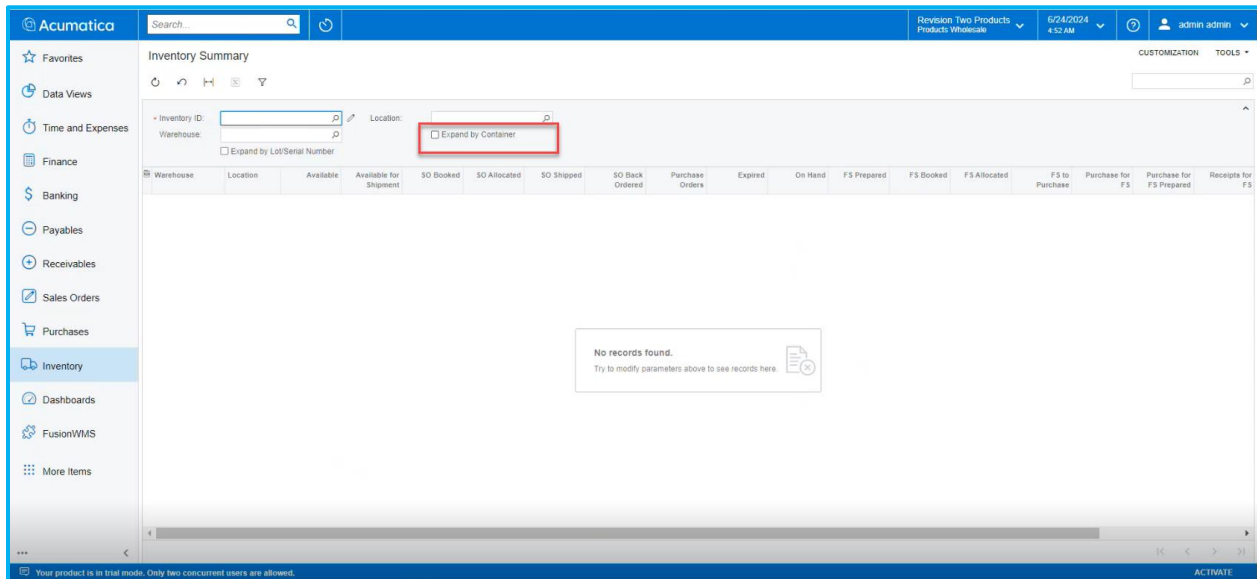 Acumatica
Search...
Revision Two Products
Products Wholesale
6/24/2024
4:52 AM
admin admin
Favorites
Data Views
Time and Expenses
Finance
Banking
Payables
Receivables
Sales Orders
Purchases
Inventory
Dashboards
FusionWMS
More Items
Inventory Summary
CUSTOMIZATION TOOLS
Inventory ID: Location:
Warehouse: Expand by Container
Expand by Lot/Serial Number
Warehouse Location Available Available for Shipment SO Booked SO Allocated SO Shipped SO Back Ordered Purchase Orders Expired On Hand FS Prepared FS Booked FS Allocated FS to Purchase Purchase for FS Purchase for FS Prepared Receipts for FS
No records found.
Try to modify parameters above to see records here.
Your product is in trial mode. Only two concurrent users are allowed. ACTIVATE